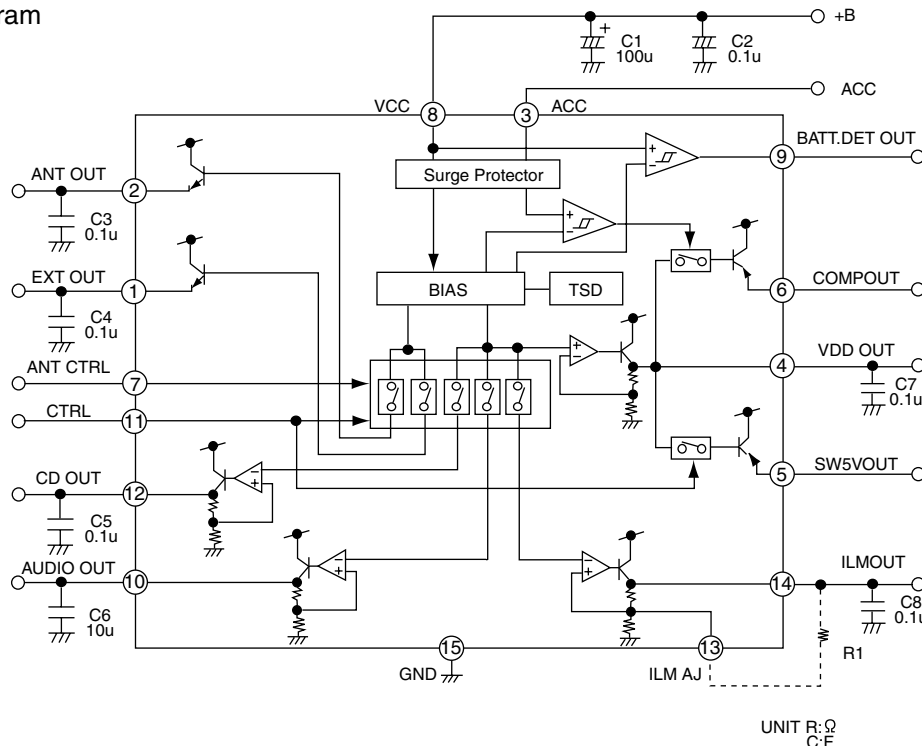 ram
+B
C1
100u
C2
0.1u
ACC
VCC
8
3
ACC
BATT.DET OUT
9
ANT OUT
2
Surge Protector
C3
0.1u
EXT OUT
1
BIAS
TSD
6
COMPOUT
C4
0.1u
ANT CTRL
7
4
VDD OUT
C7
0.1u
CTRL
11
CD OUT
12
5
SW5VOUT
C5
0.1u
AUDIO OUT
10
14
ILMOUT
C6
10u
C8
0.1u
15
GND
13
ILM AJ
R1
UNIT R:Ω
C:F